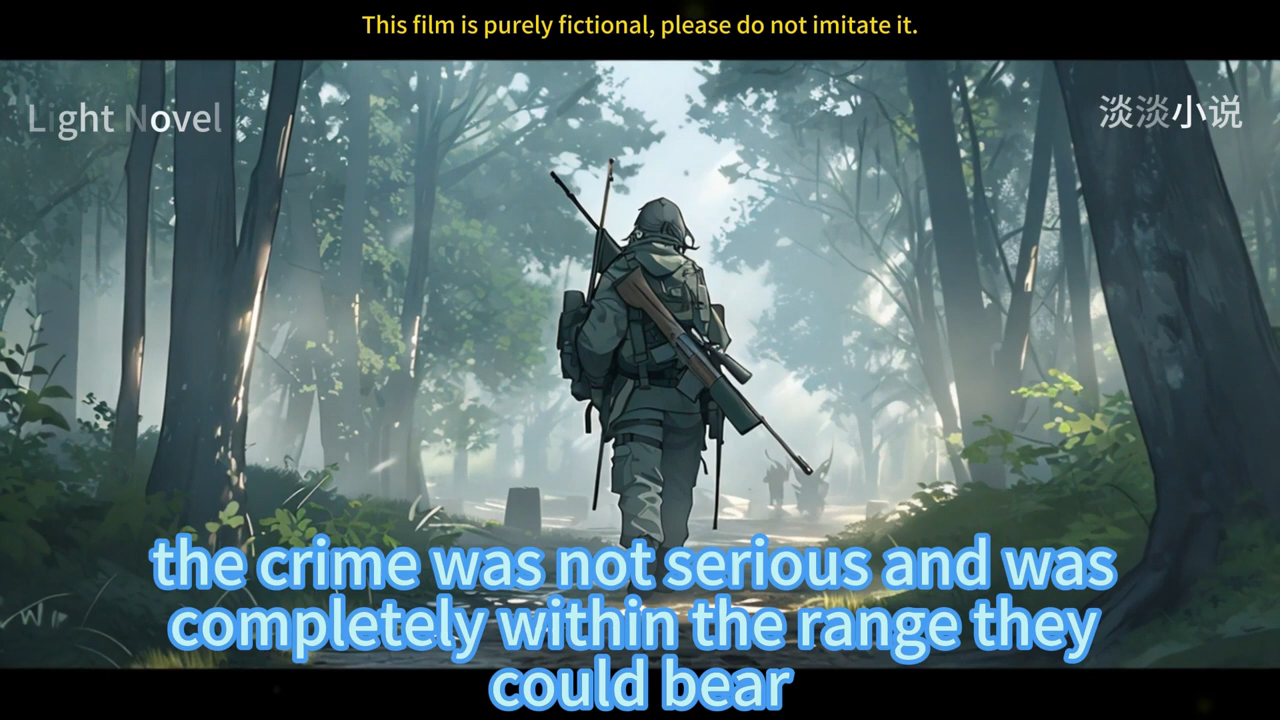 This film is purely fictional, please do not imitate it.
Light Novel
淡淡小说
the crime was not serious and was
completely within the range they
could bear